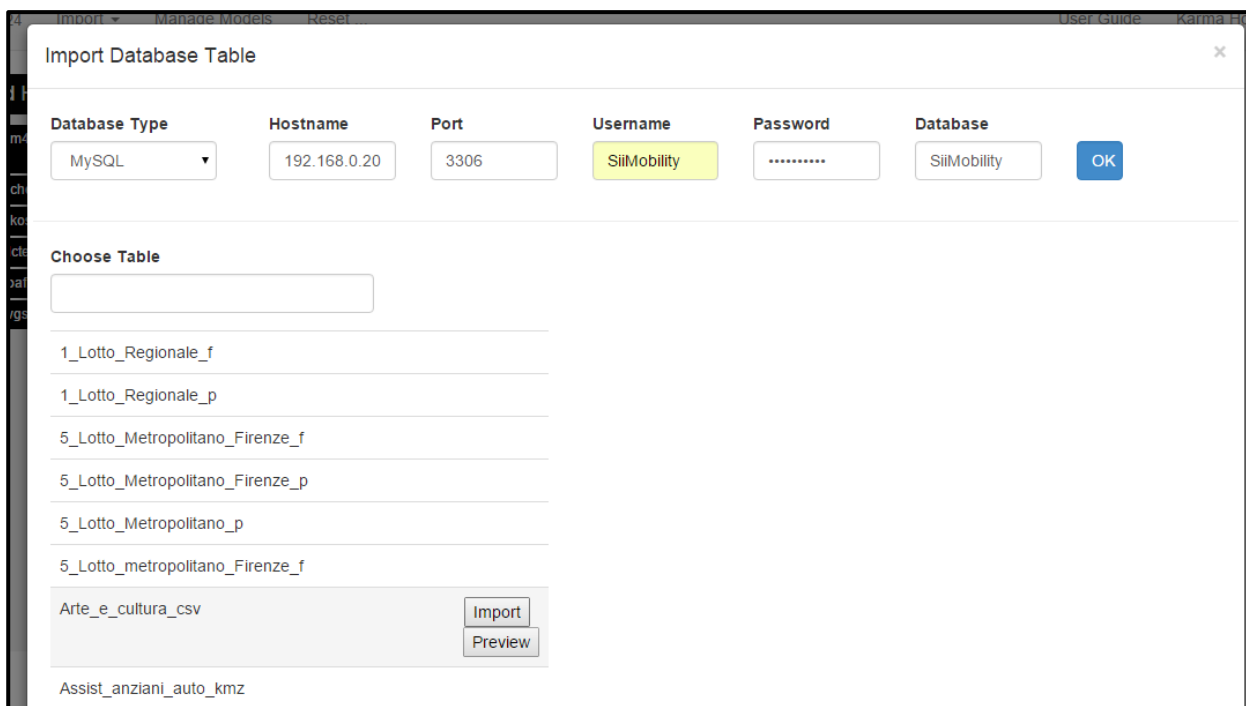 Import Manage Models Reset ... User Guide Karma
Import Database Table ×
Database Type Hostname Port Username Password Database
MySQL 192.168.0.20 3306 SiiMobility •••••••••• SiiMobility OK
Choose Table
1_Lotto_Regionale_f
1_Lotto_Regionale_p
5_Lotto_Metropolitano_Firenze_f
5_Lotto_Metropolitano_Firenze_p
5_Lotto_Metropolitano_p
5_Lotto_metropolitano_Firenze_f
Arte_e_cultura_csv Import
Preview
Assist_anziani_auto_kmz